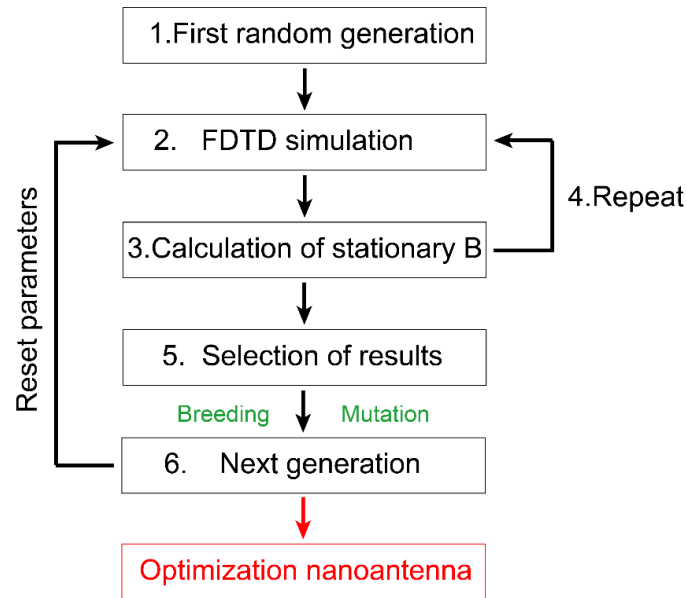 1.First random generation
2. FDTD simulation
Reset parameters
4.Repeat
3.Calculation of stationary B
5. Selection of results
Breeding Mutation
6. Next generation
Optimization nanoantenna